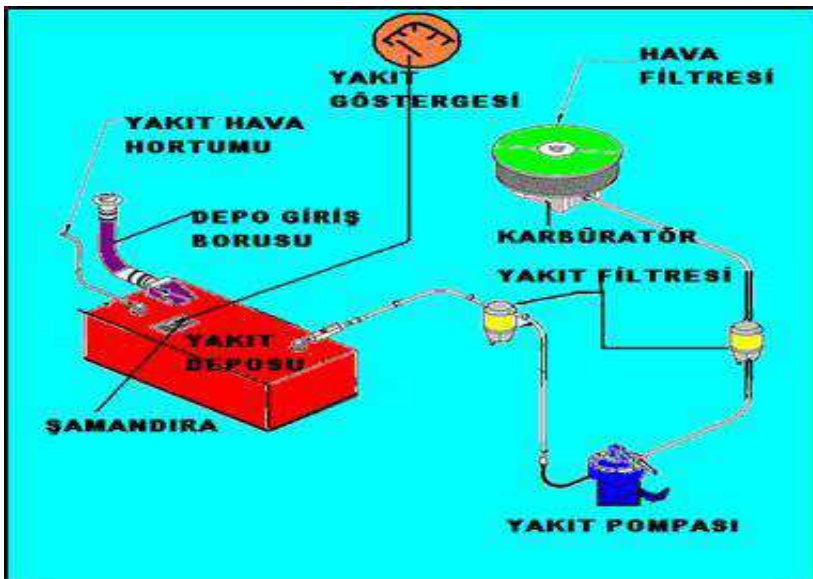 YAKIT
GÖSTERGESİ
HAVA
FİLTRESİ
YAKIT HAVA
HORTUMU
DEPO GİRİŞ
BORUSU
KARBÜRATÖR
YAKIT FİLTRESİ
YAKIT
DEPOSU
ŞAMANDIRA
YAKIT POMPASI